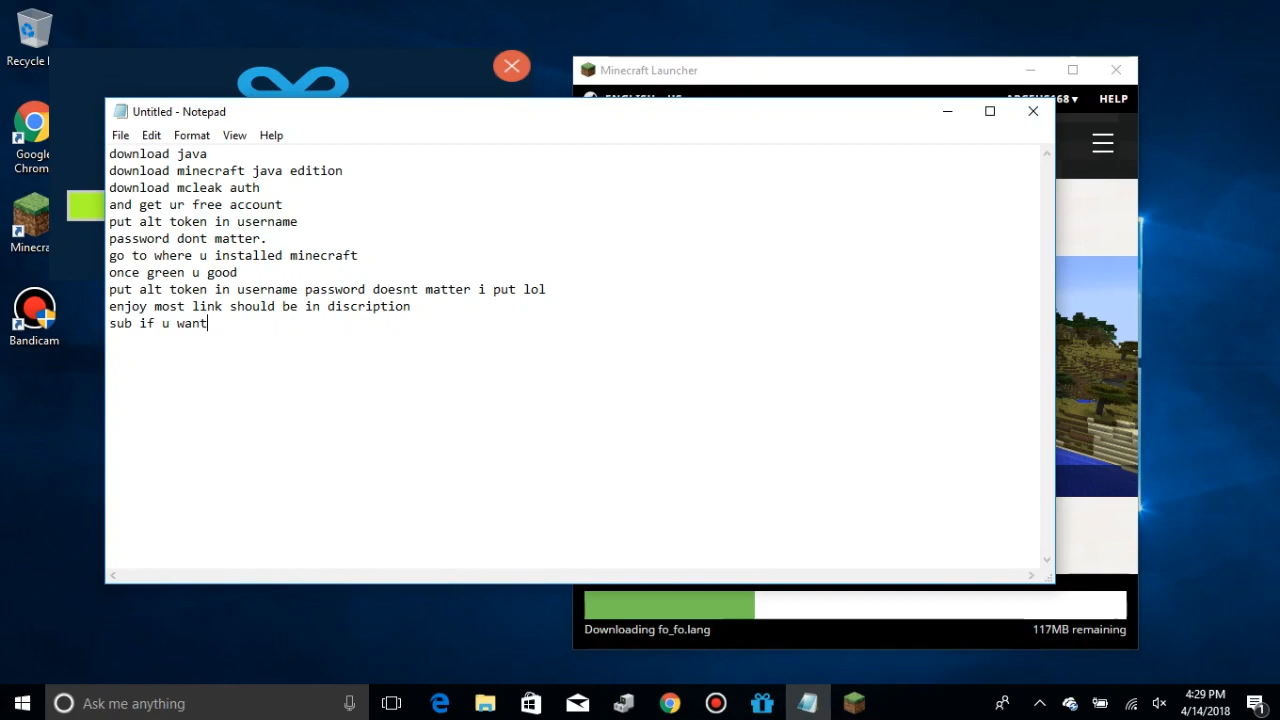 Recycle
Google
Chrom
Minecra
Bandicam
Minecraft Launcher
HELP
Untitled - Notepad
File Edit Format View Help
download java
download minecraft java edition
download mcleak auth
and get ur free account
put alt token in username
password dont matter.
go to where u installed minecraft
once green u good
put alt token in username password doesnt matter i put lol
enjoy most link should be in discription
sub if u want
Downloading fo_fo.lang 117MB remaining
Ask me anything
4:29 PM
4/14/2018